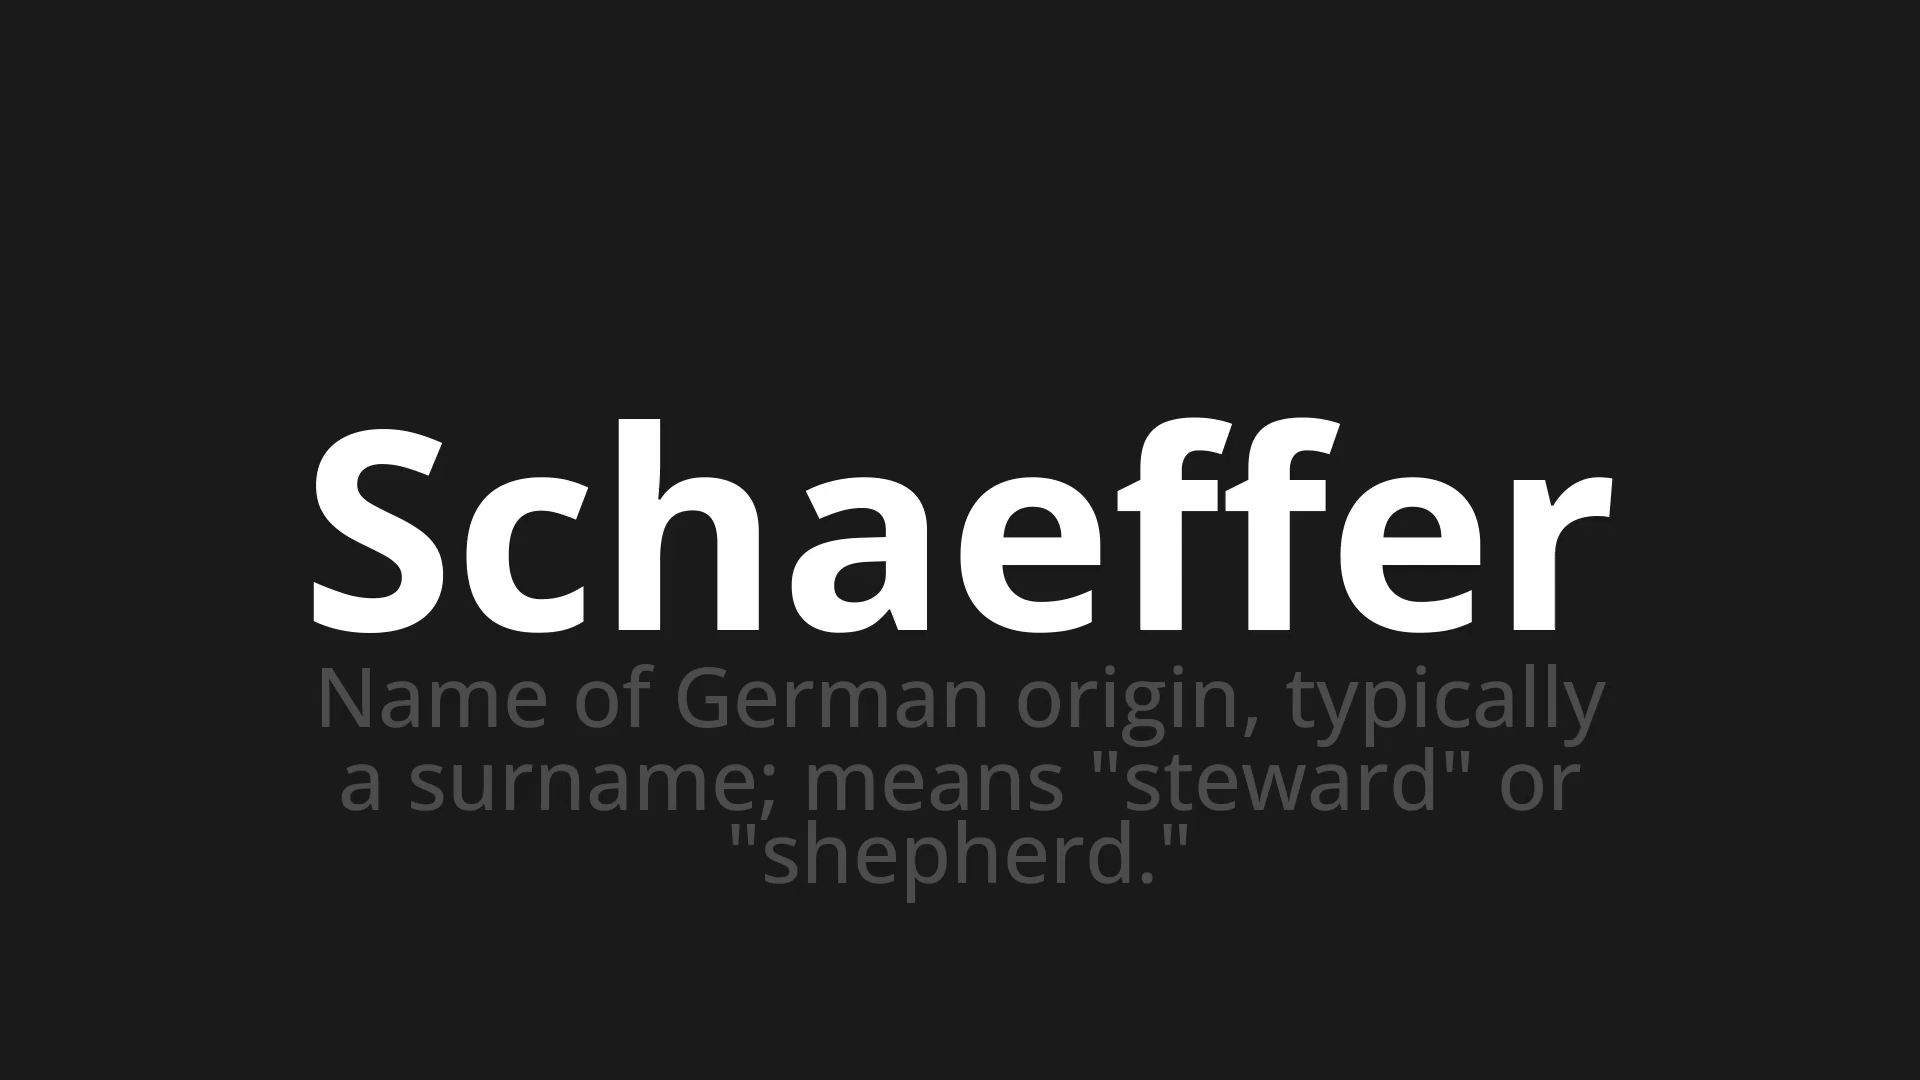 Schaeffer
Name of German origin, typically
a surname; means "steward" or
"shepherd."